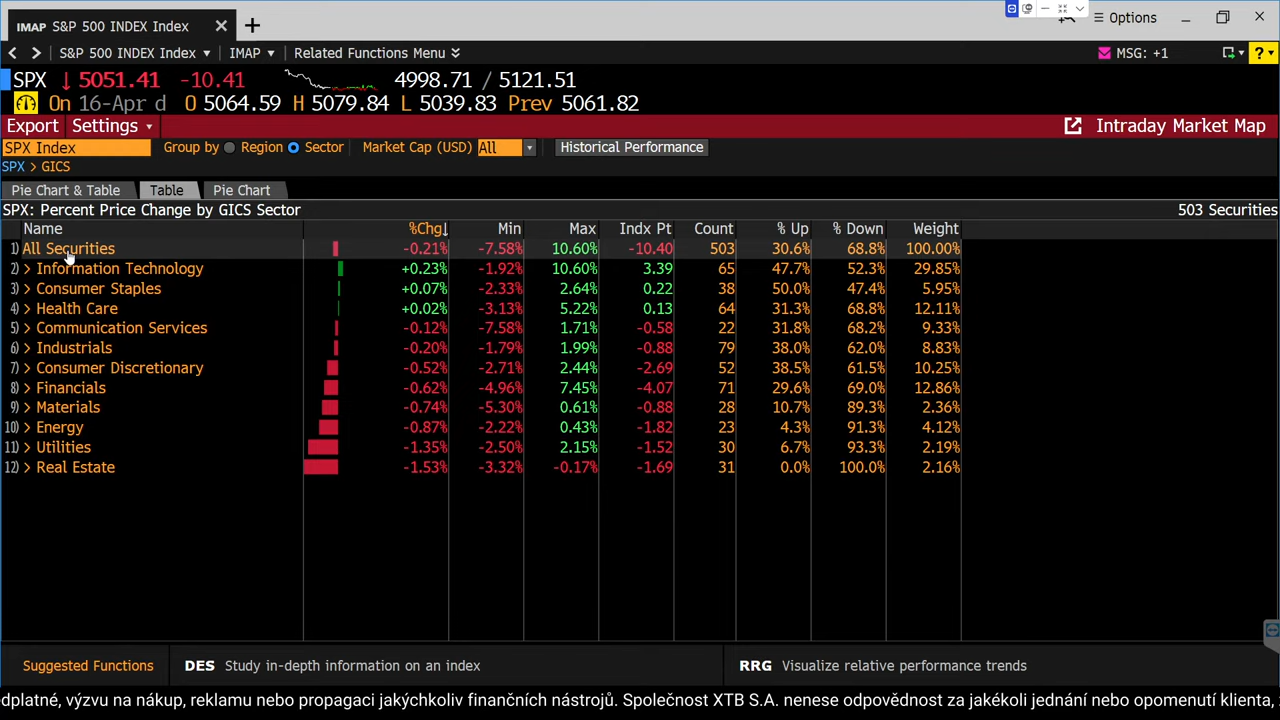 IMAP S&P 500 INDEX Index
Options
S&P 500 INDEX Index IMAP Related Functions Menu MSG: +1
SPX ↓ 5051.41 -10.41 4998.71 / 5121.51
On 16-Apr d O 5064.59 H 5079.84 L 5039.83 Prev 5061.82
Export Settings Intraday Market Map
SPX Index Group by Region Sector Market Cap (USD) All Historical Performance
SPX > GICS
Pie Chart & Table Table Pie Chart
SPX: Percent Price Change by GICS Sector 503 Securities
Name %Chg↓ Min Max Indx Pt Count % Up % Down Weight
1) All Securities -0.21% -7.58% 10.60% -10.40 503 30.6% 68.8% 100.00%
2) > Information Technology +0.23% -1.92% 10.60% 3.39 65 47.7% 52.3% 29.85%
3) > Consumer Staples +0.07% -2.33% 2.64% 0.22 38 50.0% 47.4% 5.95%
4) > Health Care +0.02% -3.13% 5.22% 0.13 64 31.3% 68.8% 12.11%
5) > Communication Services -0.12% -7.58% 1.71% -0.58 22 31.8% 68.2% 9.33%
6) > Industrials -0.20% -1.79% 1.99% -0.88 79 38.0% 62.0% 8.83%
7) > Consumer Discretionary -0.52% -2.71% 2.44% -2.69 52 38.5% 61.5% 10.25%
8) > Financials -0.62% -4.96% 7.45% -4.07 71 29.6% 69.0% 12.86%
9) > Materials -0.74% -5.30% 0.61% -0.88 28 10.7% 89.3% 2.36%
10) > Energy -0.87% -2.22% 0.43% -1.82 23 4.3% 91.3% 4.12%
11) > Utilities -1.35% -2.50% 2.15% -1.52 30 6.7% 93.3% 2.19%
12) > Real Estate -1.53% -3.32% -0.17% -1.69 31 0.0% 100.0% 2.16%
Suggested Functions DES Study in-depth information on an index RRG Visualize relative performance trends
edplatné, výzvu na nákup, reklamu nebo propagaci jakýchkoliv finančních nástrojů. Společnost XTB S.A. nenese odpovědnost za jakékoli jednání nebo opomenutí klienta,